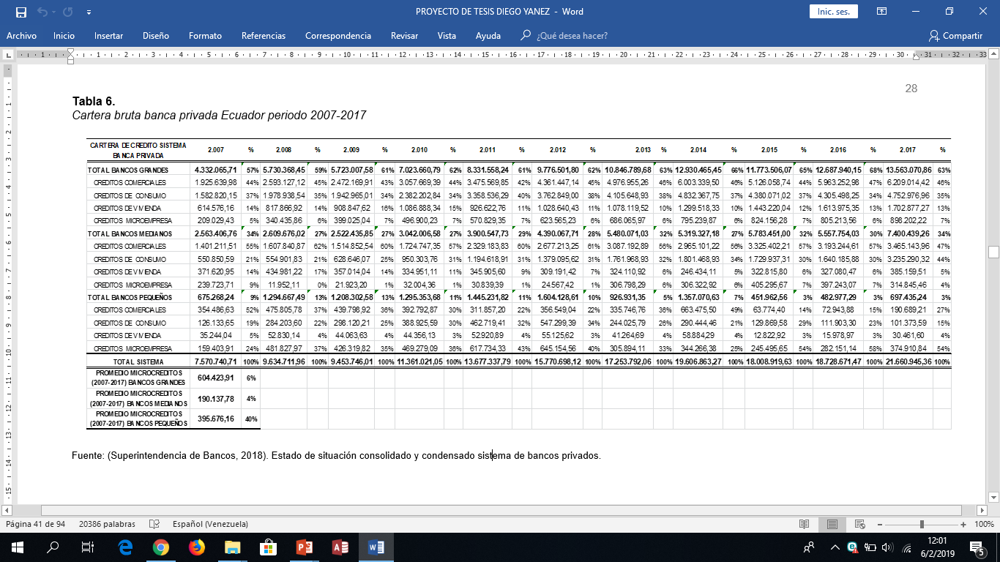 PROYECTO DE TESIS DIEGO YANEZ - Word
Inic. ses.
Archivo Inicio Insertar Diseño Formato Referencias Correspondencia Revisar Vista Ayuda ¿Qué desea hacer? Compartir
1 1 2 3 4 5 6 7 8 9 10 11 12 13 14 15 16 17 18 19 20 21 22 23 24 25 26 27 28 29 30 31 32 33
28
Tabla 6.
Cartera bruta banca privada Ecuador periodo 2007-2017
CARTERA DE CREDITO SISTEMA
BANCA PRIVADA 2.007 % 2.008 % 2.009 % 2.010 % 2.011 % 2.012 % 2.013 % 2.014 % 2.015 % 2.016 % 2.017 %
TOTAL BANCOS GRANDES 4.332.065,71 57% 5.730.368,45 59% 5.723.007,58 61% 7.023.660,79 62% 8.331.558,24 61% 9.776.501,80 62% 10.846.789,68 63% 12.930.465,45 66% 11.773.506,07 65% 12.687.940,15 68% 13.563.070,86 63%
CREDITOS COMERCIALES 1.925.639,98 44% 2.593.127,12 45% 2.472.169,91 43% 3.057.669,39 44% 3.475.569,85 42% 4.361.447,14 45% 4.976.955,26 46% 6.003.339,50 46% 5.126.058,74 44% 5.963.252,98 47% 6.209.014,42 46%
CREDITOS DE CONSUMO 1.582.820,15 37% 1.978.938,54 35% 1.942.965,01 34% 2.382.202,84 34% 3.358.536,29 40% 3.762.849,00 38% 4.105.648,93 38% 4.832.367,75 37% 4.380.071,02 37% 4.305.498,25 34% 4.752.976,96 35%
CREDITOS DE VIVIENDA 614.576,16 14% 817.866,92 14% 908.847,62 16% 1.086.888,34 15% 926.622,76 11% 1.028.640,43 11% 1.078.119,52 10% 1.299.518,33 10% 1.443.220,04 12% 1.613.975,35 13% 1.702.877,27 13%
CREDITOS MICROEMPRESA 209.029,43 5% 340.435,86 6% 399.025,04 7% 496.900,23 7% 570.829,35 7% 623.565,23 6% 686.065,97 6% 795.239,87 6% 824.156,28 7% 805.213,56 6% 898.202,22 7%
TOTAL BANCOS MEDIANOS 2.563.406,76 34% 2.609.676,02 27% 2.522.435,85 27% 3.042.006,58 27% 3.900.547,73 29% 4.390.067,71 28% 5.480.071,03 32% 5.319.327,18 27% 5.783.451,00 32% 5.557.754,03 30% 7.400.439,26 34%
CREDITOS COMERCIALES 1.401.211,51 55% 1.607.840,87 62% 1.514.852,54 60% 1.724.747,35 57% 2.329.183,83 60% 2.677.213,25 61% 3.087.192,89 56% 2.965.101,22 56% 3.325.402,21 57% 3.193.244,61 57% 3.465.143,96 47%
CREDITOS DE CONSUMO 550.850,59 21% 554.901,83 21% 628.646,07 25% 950.303,76 31% 1.194.618,91 31% 1.379.095,62 31% 1.761.968,93 32% 1.801.468,93 34% 1.729.937,31 30% 1.640.185,88 30% 3.235.290,32 44%
CREDITOS DE VIVIENDA 371.620,95 14% 434.981,22 17% 357.014,04 14% 334.951,11 11% 345.905,60 9% 309.191,42 7% 324.110,92 6% 246.434,11 5% 322.815,80 6% 327.080,47 6% 385.159,51 5%
CREDITOS MICROEMPRESA 239.723,71 9% 11.952,11 0% 21.923,20 1% 32.004,36 1% 30.839,39 1% 24.567,42 1% 306.798,29 6% 306.322,92 6% 405.295,67 7% 397.243,07 7% 314.845,46 4%
TOTAL BANCOS PEQUEÑOS 675.268,24 9% 1.294.667,49 13% 1.208.302,58 13% 1.295.353,68 11% 1.445.231,82 11% 1.604.128,61 10% 926.931,35 5% 1.357.070,63 7% 451.962,56 3% 482.977,29 3% 697.435,24 3%
CREDITOS COMERCIALES 354.486,63 52% 475.805,78 37% 439.798,92 36% 392.792,87 30% 311.857,20 22% 356.549,04 22% 335.746,76 36% 663.475,50 49% 63.774,40 14% 72.943,88 15% 190.689,21 27%
CREDITOS DE CONSUMO 126.133,65 19% 284.203,60 22% 298.120,21 25% 388.925,59 30% 462.719,41 32% 547.299,39 34% 244.025,79 26% 290.444,46 21% 129.869,58 29% 111.903,30 23% 101.373,59 15%
CREDITOS DE VIVIENDA 35.244,04 5% 52.830,14 4% 44.063,63 4% 44.356,13 3% 52.920,89 4% 55.125,62 3% 41.264,69 4% 58.884,29 4% 12.822,92 3% 15.978,97 3% 30.461,60 4%
CREDITOS MICROEMPRESA 159.403,91 24% 481.827,97 37% 426.319,82 35% 469.279,09 36% 617.734,33 43% 645.154,56 40% 305.894,11 33% 344.266,38 25% 245.495,65 54% 282.151,14 58% 374.910,84 54%
TOTAL SISTEMA 7.570.740,71 100% 9.634.711,96 100% 9.453.746,01 100% 11.361.021,05 100% 13.677.337,79 100% 15.770.698,12 100% 17.253.792,06 100% 19.606.863,27 100% 18.008.919,63 100% 18.728.671,47 100% 21.660.945,36 100%
PROMEDIO MICROCREDITOS
(2007-2017) BANCOS GRANDES 604.423,91 6%
PROMEDIO MICROCREDITOS
(2007-2017) BANCOS MEDIANOS 190.137,78 4%
PROMEDIO MICROCREDITOS
(2007-2017) BANCOS PEQUEÑOS 395.676,16 40%
Fuente: (Superintendencia de Bancos, 2018). Estado de situación consolidado y condensado sistema de bancos privados.
Página 41 de 94 20386 palabras Español (Venezuela) 100%
12:01
6/2/2019
5